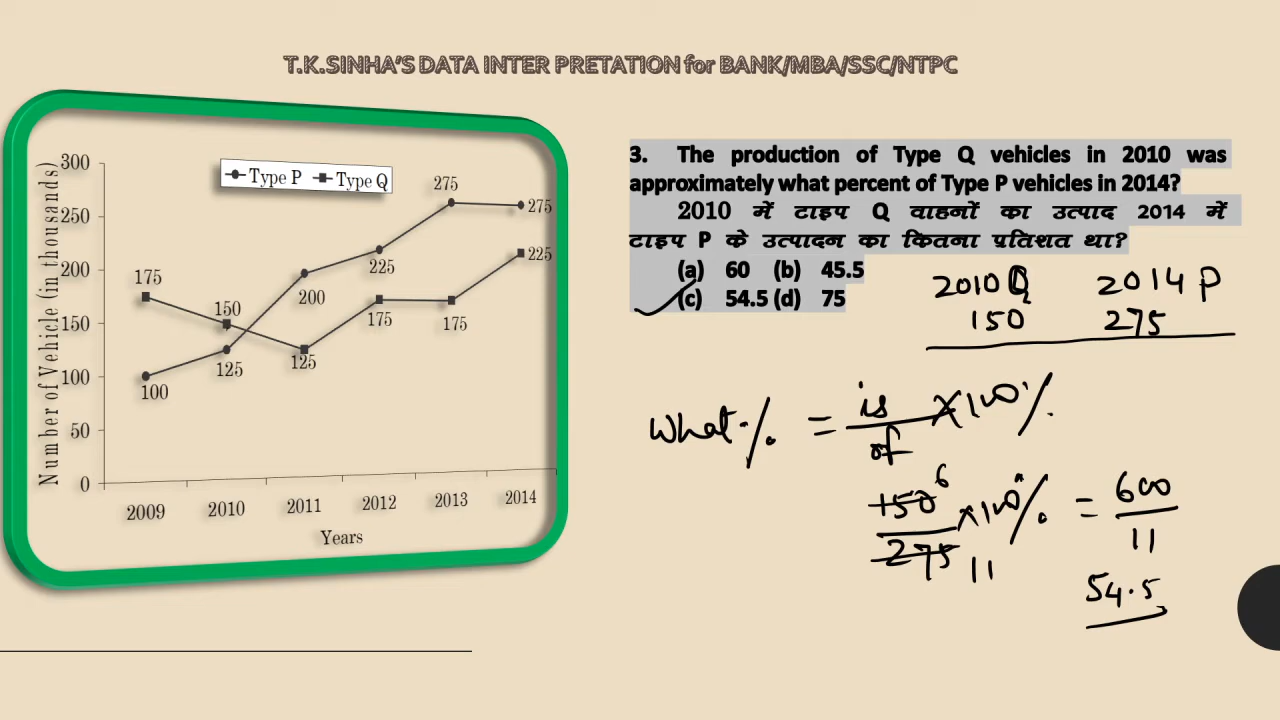 T.K.SINHA'S DATA INTER PRETATION for BANK/MBA/SSC/NTPC
Number of Vehicle (in thousands)
300
250
200
150
100
50
0
Type P Type Q
175
150
125
275
275
225
225
200
175
175
125
100
2009 2010 2011 2012 2013 2014
Years
3. The production of Type Q vehicles in 2010 was
approximately what percent of Type P vehicles in 2014?
2010 में टाइप Q वाहनों का उत्पाद 2014 में
टाइप P के उत्पादन का कितना प्रतिशत था?
(a) 60 (b) 45.5
(c) 54.5 (d) 75
2010 Q 2014 P
150 275
What % = is/of × 100 %
150 6
275 11 × 100 % = 600/11
54.5